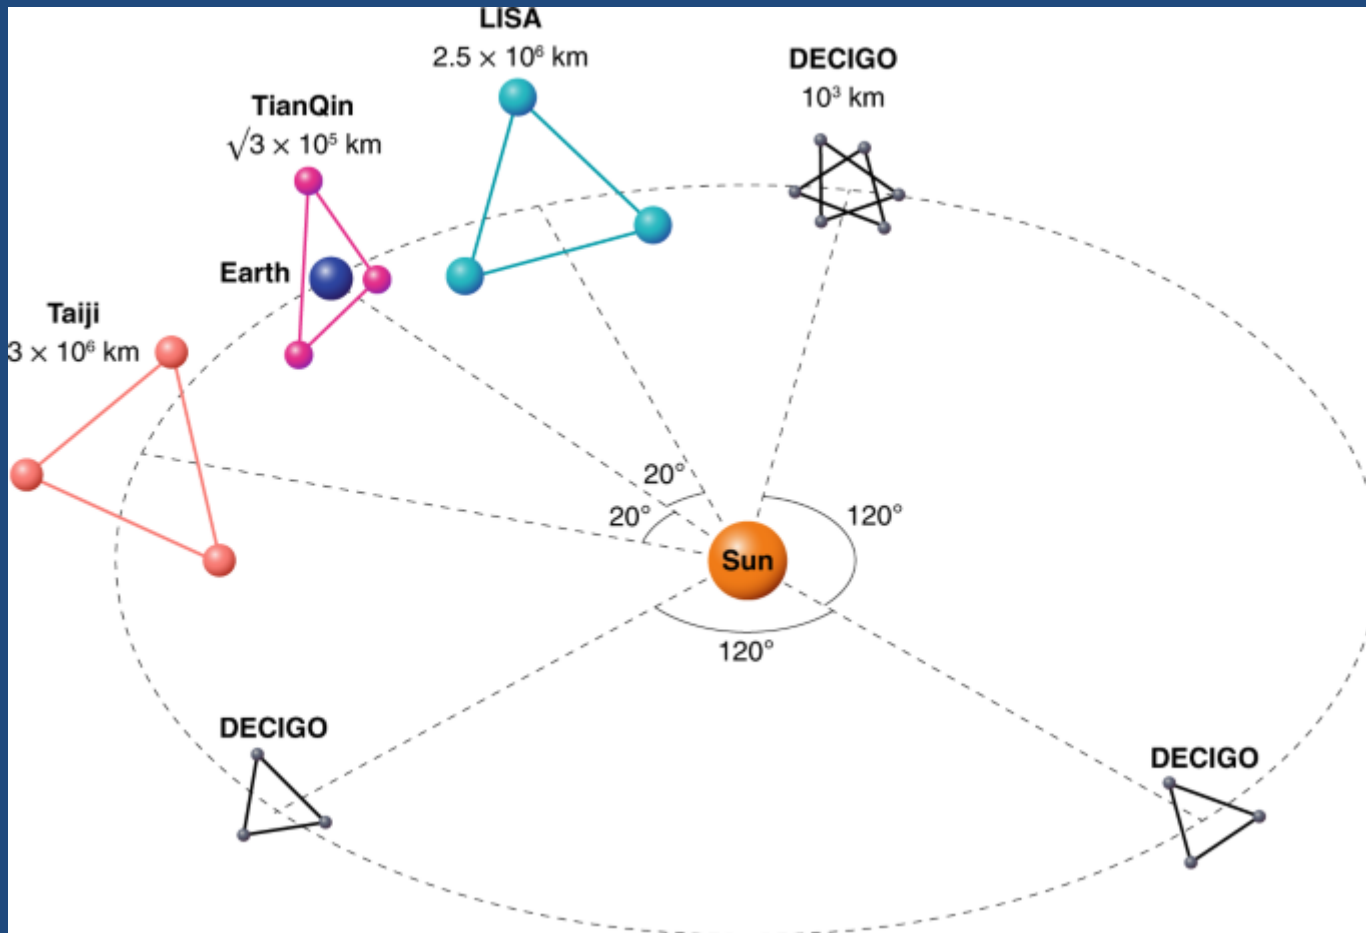 LISA
2.5 × 10⁶ km
DECIGO
10³ km
TianQin
√3 × 10⁵ km
Earth
Taiji
3 × 10⁶ km
20°
20°
120°
Sun
120°
DECIGO
DECIGO